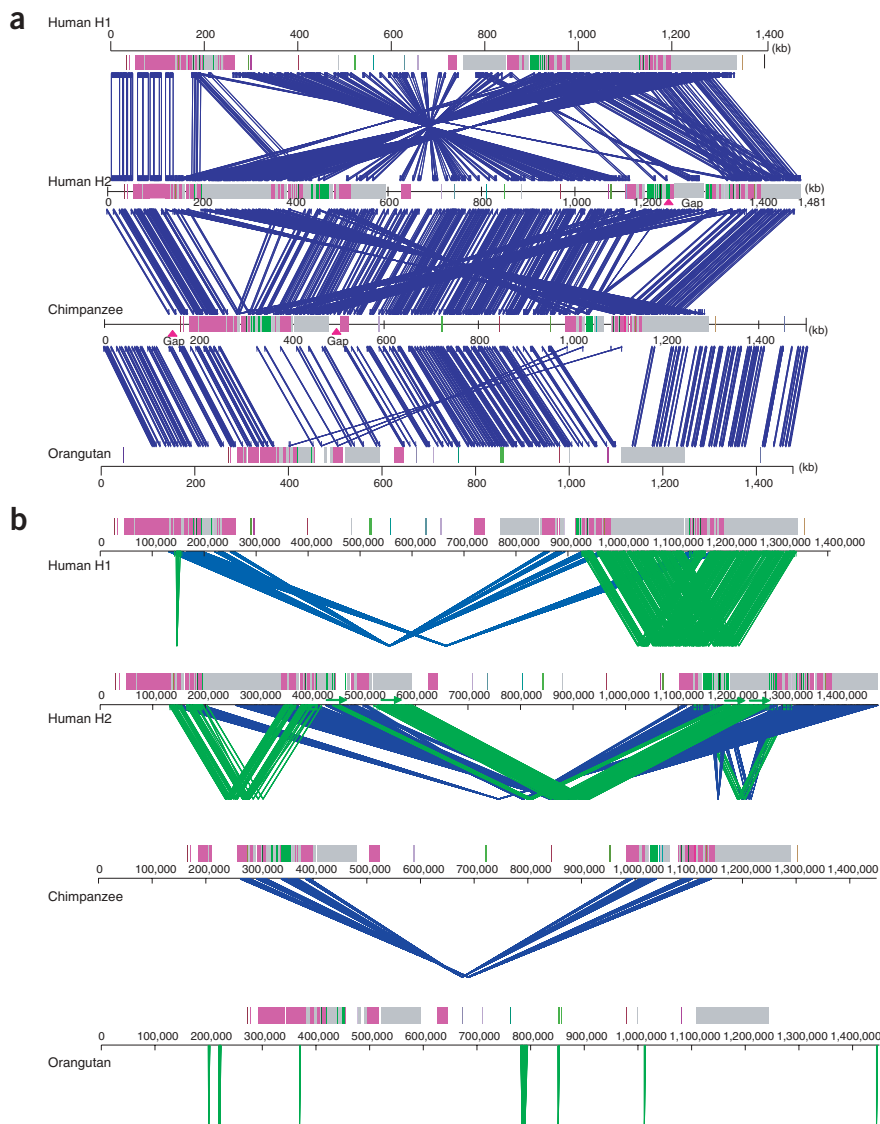 a
Human H1
0 200 400 600 800 1,000 1,200 1,400
(kb)
Human H2
(kb)
0 200 400 600 800 1,000 1,200 Gap 1,400 1,481
Chimpanzee
(kb)
0 Gap 200 400 Gap 600 800 1,000 1,200 1,400
Orangutan
(kb)
0 200 400 600 800 1,000 1,200 1,400
b
0 100,000 200,000 300,000 400,000 500,000 600,000 700,000 800,000 900,000 1,000,000 1,100,000 1,200,000 1,300,000 1,400,000
Human H1
0 100,000 200,000 300,000 400,000 500,000 600,000 700,000 800,000 900,000 1,000,000 1,100,000 1,200,000 1,300,000 1,400,000
Human H2
0 100,000 200,000 300,000 400,000 500,000 600,000 700,000 800,000 900,000 1,000,000 1,100,000 1,200,000 1,300,000 1,400,000
Chimpanzee
0 100,000 200,000 300,000 400,000 500,000 600,000 700,000 800,000 900,000 1,000,000 1,100,000 1,200,000 1,300,000 1,400,000
Orangutan